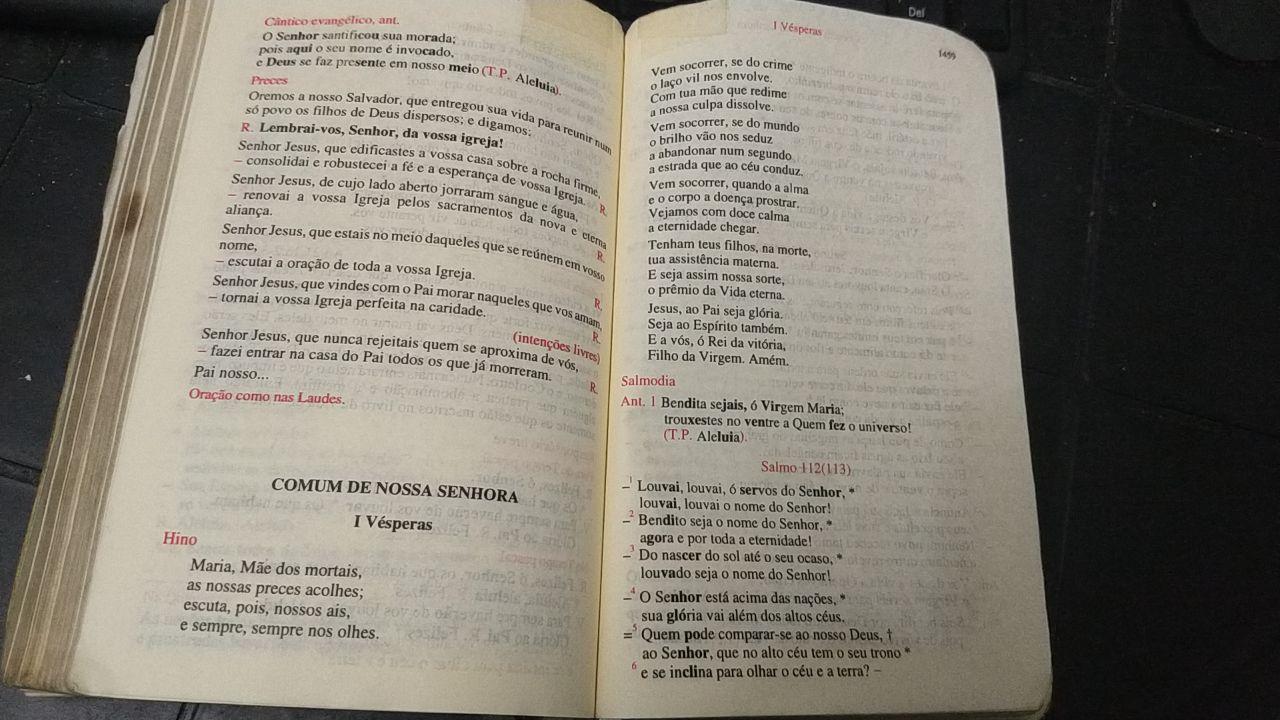 Cântico evangélico, ant.
O Senhor santificou sua morada;
pois aqui o seu nome é invocado,
e Deus se faz presente em nosso meio (T.P. Aleluia).
Preces
Oremos a nosso Salvador, que entregou sua vida para reunir num
só povo os filhos de Deus dispersos; e digamos:
R. Lembrai-vos, Senhor, da vossa igreja!
Senhor Jesus, que edificastes a vossa casa sobre a rocha firme,
– consolidai e robustecei a fé e a esperança de vossa Igreja. R.
Senhor Jesus, de cujo lado aberto jorraram sangue e água,
– renovai a vossa Igreja pelos sacramentos da nova e eterna
aliança. R.
Senhor Jesus, que estais no meio daqueles que se reúnem em vosso
nome,
– escutai a oração de toda a vossa Igreja. R.
Senhor Jesus, que vindes com o Pai morar naqueles que vos amam,
– tornai a vossa Igreja perfeita na caridade. R.
(intenções livres)
Senhor Jesus, que nunca rejeitais quem se aproxima de vós,
– fazei entrar na casa do Pai todos os que já morreram. R.
Pai nosso...
Oração como nas Laudes.
COMUM DE NOSSA SENHORA
I Vésperas
Hino
Maria, Mãe dos mortais,
as nossas preces acolhes;
escuta, pois, nossos ais,
e sempre, sempre nos olhes.
I Vésperas
1499
Vem socorrer, se do crime
o laço vil nos envolve.
Com tua mão que redime
a nossa culpa dissolve.
Vem socorrer, se do mundo
o brilho vão nos seduz
a abandonar num segundo
a estrada que ao céu conduz.
Vem socorrer, quando a alma
e o corpo a doença prostrar.
Vejamos com doce calma
a eternidade chegar.
Tenham teus filhos, na morte,
tua assistência materna.
E seja assim nossa sorte,
o prêmio da Vida eterna.
Jesus, ao Pai seja glória.
Seja ao Espírito também.
E a vós, ó Rei da vitória,
Filho da Virgem. Amém.
Salmodia
Ant. 1 Bendita sejais, ó Virgem Maria;
trouxestes no ventre a Quem fez o universo!
(T.P. Aleluia).
Salmo 112(113)
–1 Louvai, louvai, ó servos do Senhor, *
louvai, louvai o nome do Senhor!
–2 Bendito seja o nome do Senhor, *
agora e por toda a eternidade!
–3 Do nascer do sol até o seu ocaso, *
louvado seja o nome do Senhor!
–4 O Senhor está acima das nações, *
sua glória vai além dos altos céus.
=5 Quem pode comparar-se ao nosso Deus, †
ao Senhor, que no alto céu tem o seu trono *
6 e se inclina para olhar o céu e a terra? –
Del